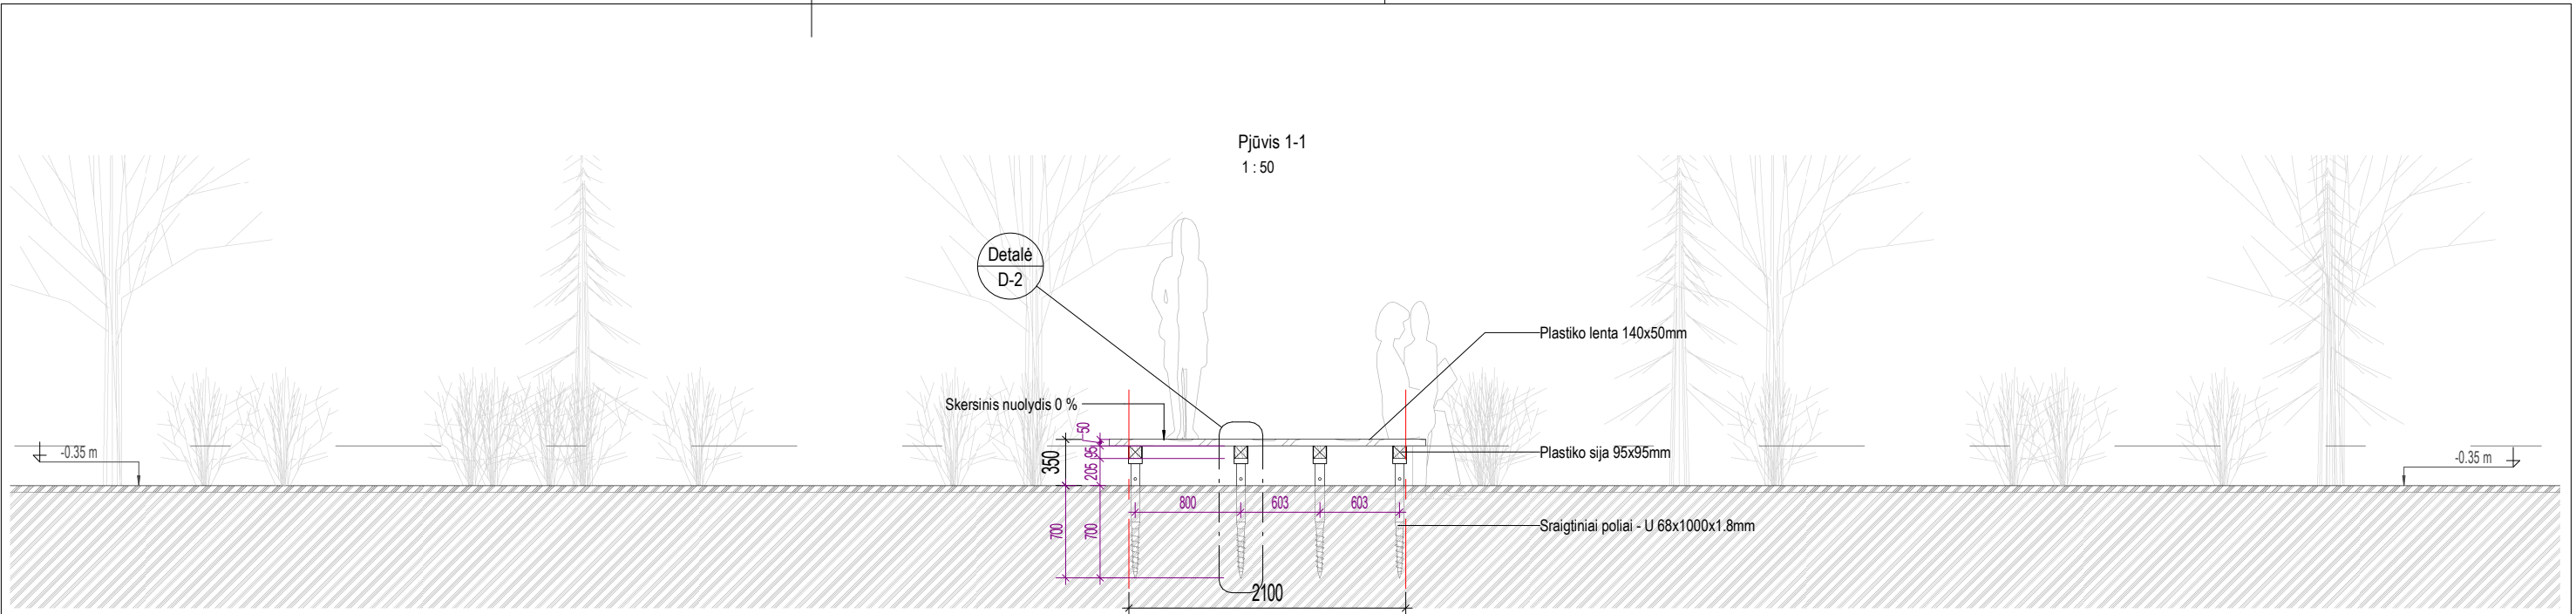 Pjūvis 1-1
1 : 50
Detalė
D-2
Plastiko lenta 140x50mm
Skersinis nuolydis 0 %
50
-0.35 m
350
95
205
Plastiko sija 95x95mm
-0.35 m
800
603
603
700
700
Sraigtiniai poliai - U 68x1000x1.8mm
2100